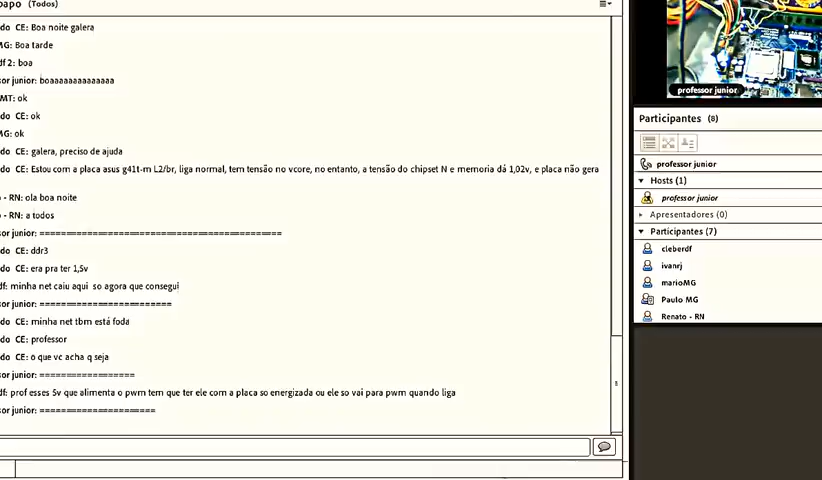 apo (Todos)
do CE: Boa noite galera
MG: Boa tarde
df 2: boa
sor junior: boaaaaaaaaaaaaaa
MT: ok
do CE: ok
MG: ok
do CE: galera, preciso de ajuda
do CE: Estou com a placa asus g41t-m L2/br, liga normal, tem tensão no vcore, no entanto, a tensão do chipset N e memoria dá 1,02v, e placa não gera
- RN: ola boa noite
- RN: a todos
sor junior: ============================================
do CE: ddr3
do CE: era pra ter 1,5v
df: minha net caiu aqui so agora que consegui
sor junior: ========================
do CE: minha net tbm está foda
do CE: professor
do CE: o que vc acha q seja
sor junior: =================
df: prof esses 5v que alimenta o pwm tem que ter ele com a placa so energizada ou ele so vai para pwm quando liga
sor junior: =====================
professor junior
Participantes (8)
professor junior
Hosts (1)
professor junior
Apresentadores (0)
Participantes (7)
cleberdf
ivanrj
marioMG
Paulo MG
Renato - RN